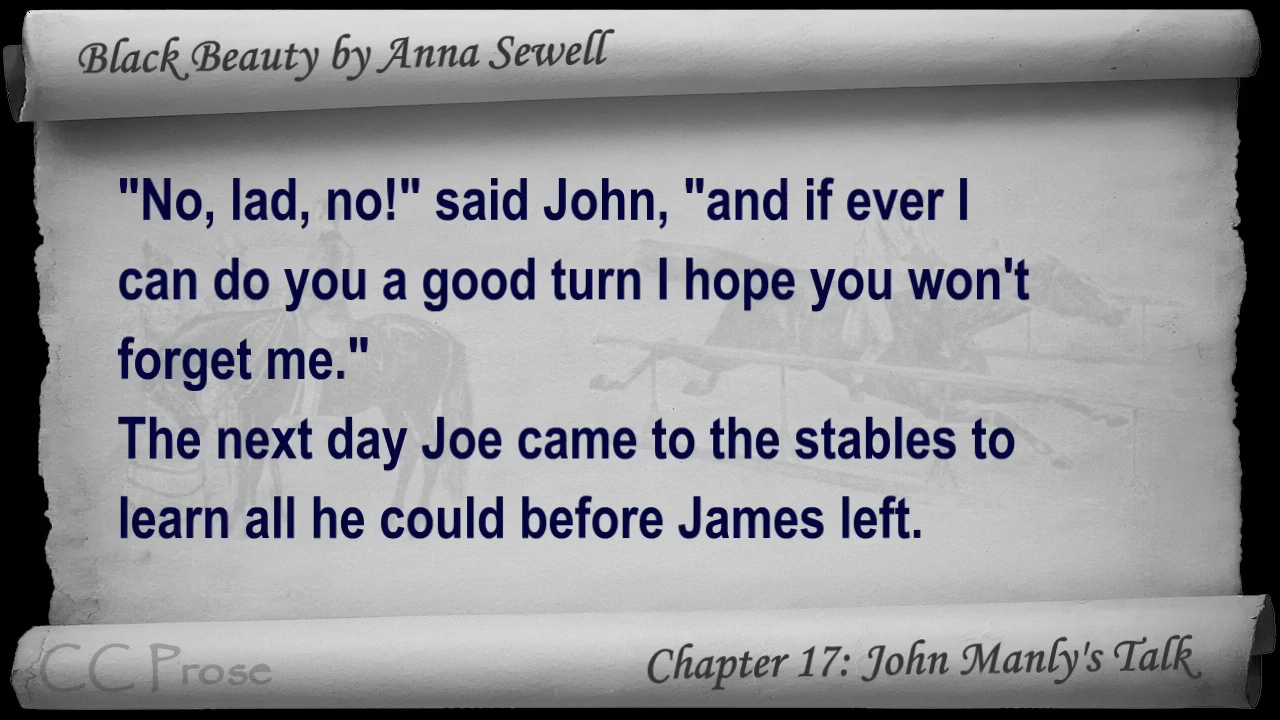 Black Beauty by Anna Sewell
"No, lad, no!" said John, "and if ever I
can do you a good turn I hope you won't
forget me."
The next day Joe came to the stables to
learn all he could before James left.
CC Prose
Chapter 17: John Manly's Talk